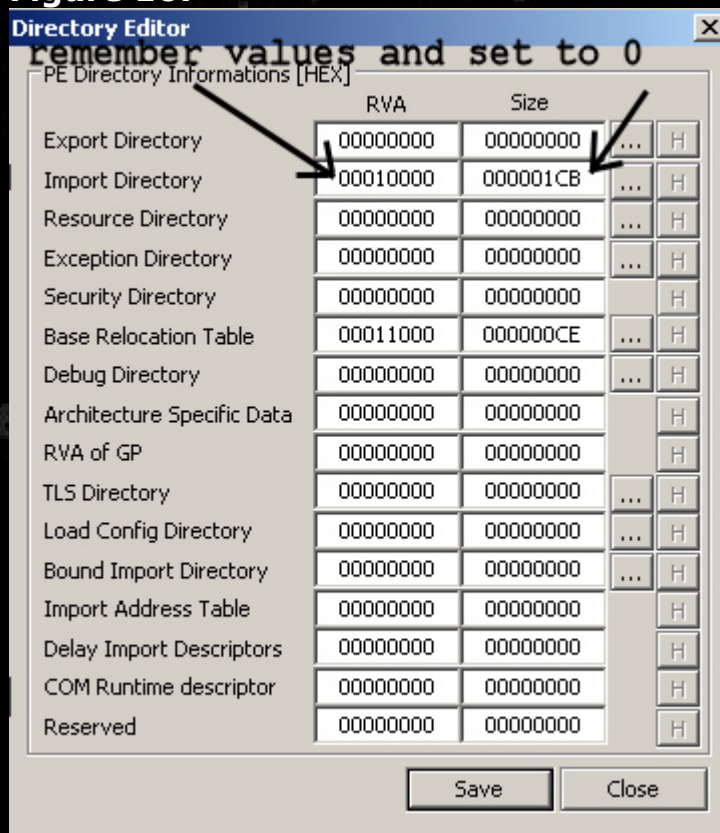 Directory Editor
remember values and set to 0
PE Directory Informations [HEX]
RVA Size
Export Directory 00000000 00000000 ... H
Import Directory 00010000 000001CB ... H
Resource Directory 00000000 00000000 ... H
Exception Directory 00000000 00000000 ... H
Security Directory 00000000 00000000 H
Base Relocation Table 00011000 000000CE ... H
Debug Directory 00000000 00000000 ... H
Architecture Specific Data 00000000 00000000 H
RVA of GP 00000000 00000000 H
TLS Directory 00000000 00000000 ... H
Load Config Directory 00000000 00000000 ... H
Bound Import Directory 00000000 00000000 ... H
Import Address Table 00000000 00000000 H
Delay Import Descriptors 00000000 00000000 H
COM Runtime descriptor 00000000 00000000 H
Reserved 00000000 00000000 H
Save Close